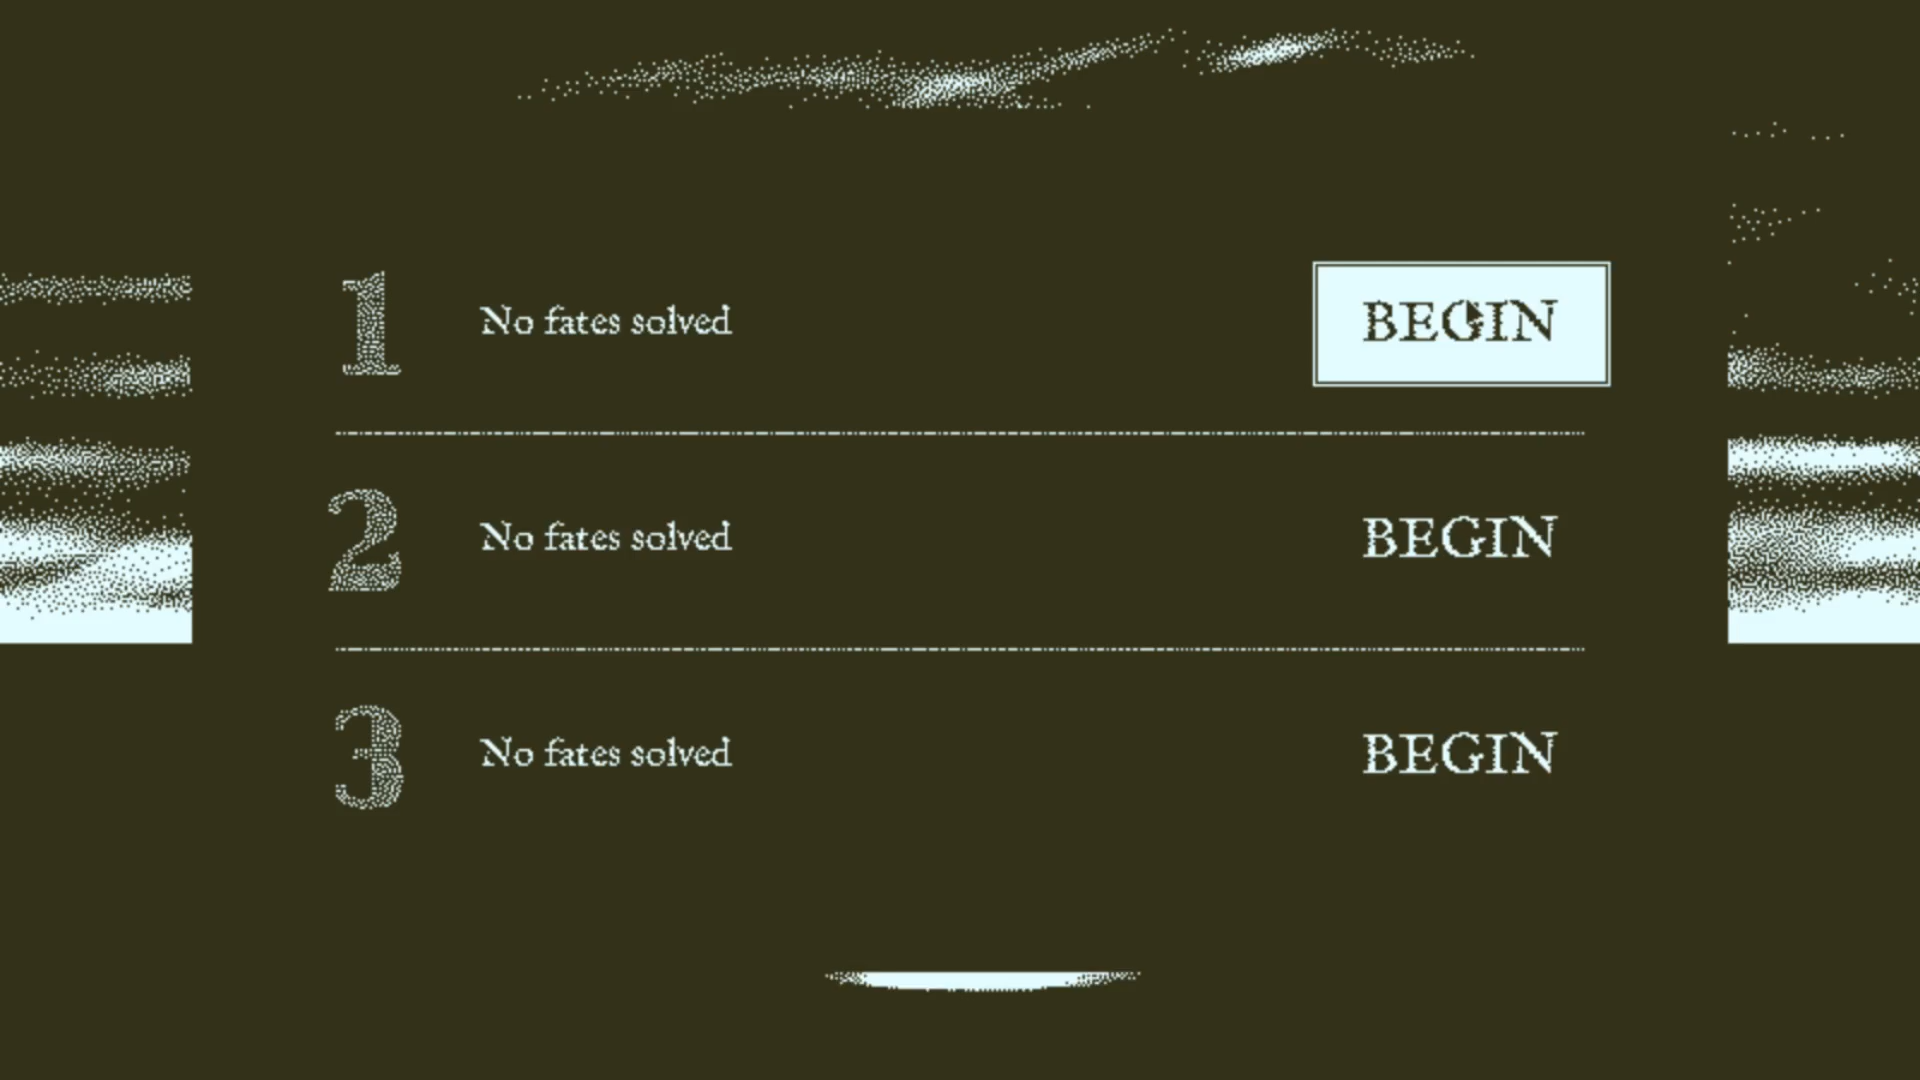 1 No fates solved BEGIN
2 No fates solved BEGIN
3 No fates solved BEGIN